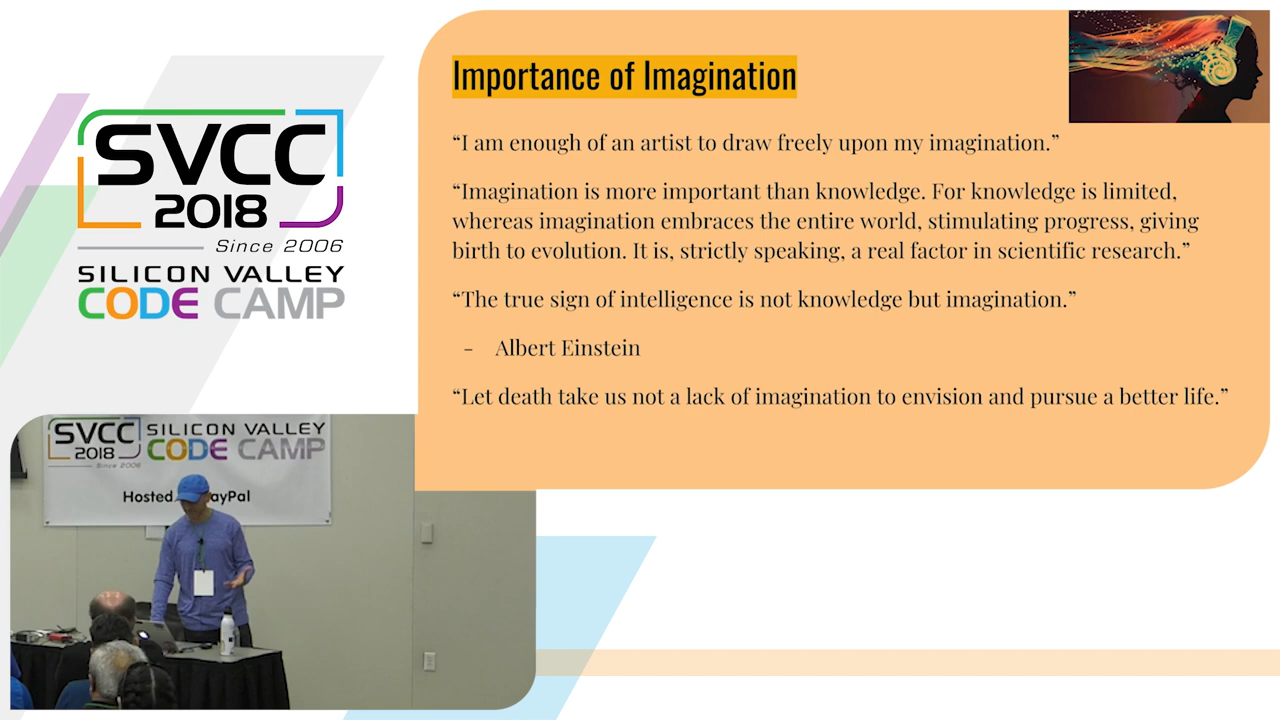 SVCC
2018
Since 2006
SILICON VALLEY
CODE CAMP
Importance of Imagination
“I am enough of an artist to draw freely upon my imagination.”
“Imagination is more important than knowledge. For knowledge is limited,
whereas imagination embraces the entire world, stimulating progress, giving
birth to evolution. It is, strictly speaking, a real factor in scientific research.”
“The true sign of intelligence is not knowledge but imagination.”
- Albert Einstein
“Let death take us not a lack of imagination to envision and pursue a better life.”
SVCC
2018
Since 2006
SILICON VALLEY
CODE CAMP
Hosted ayPal